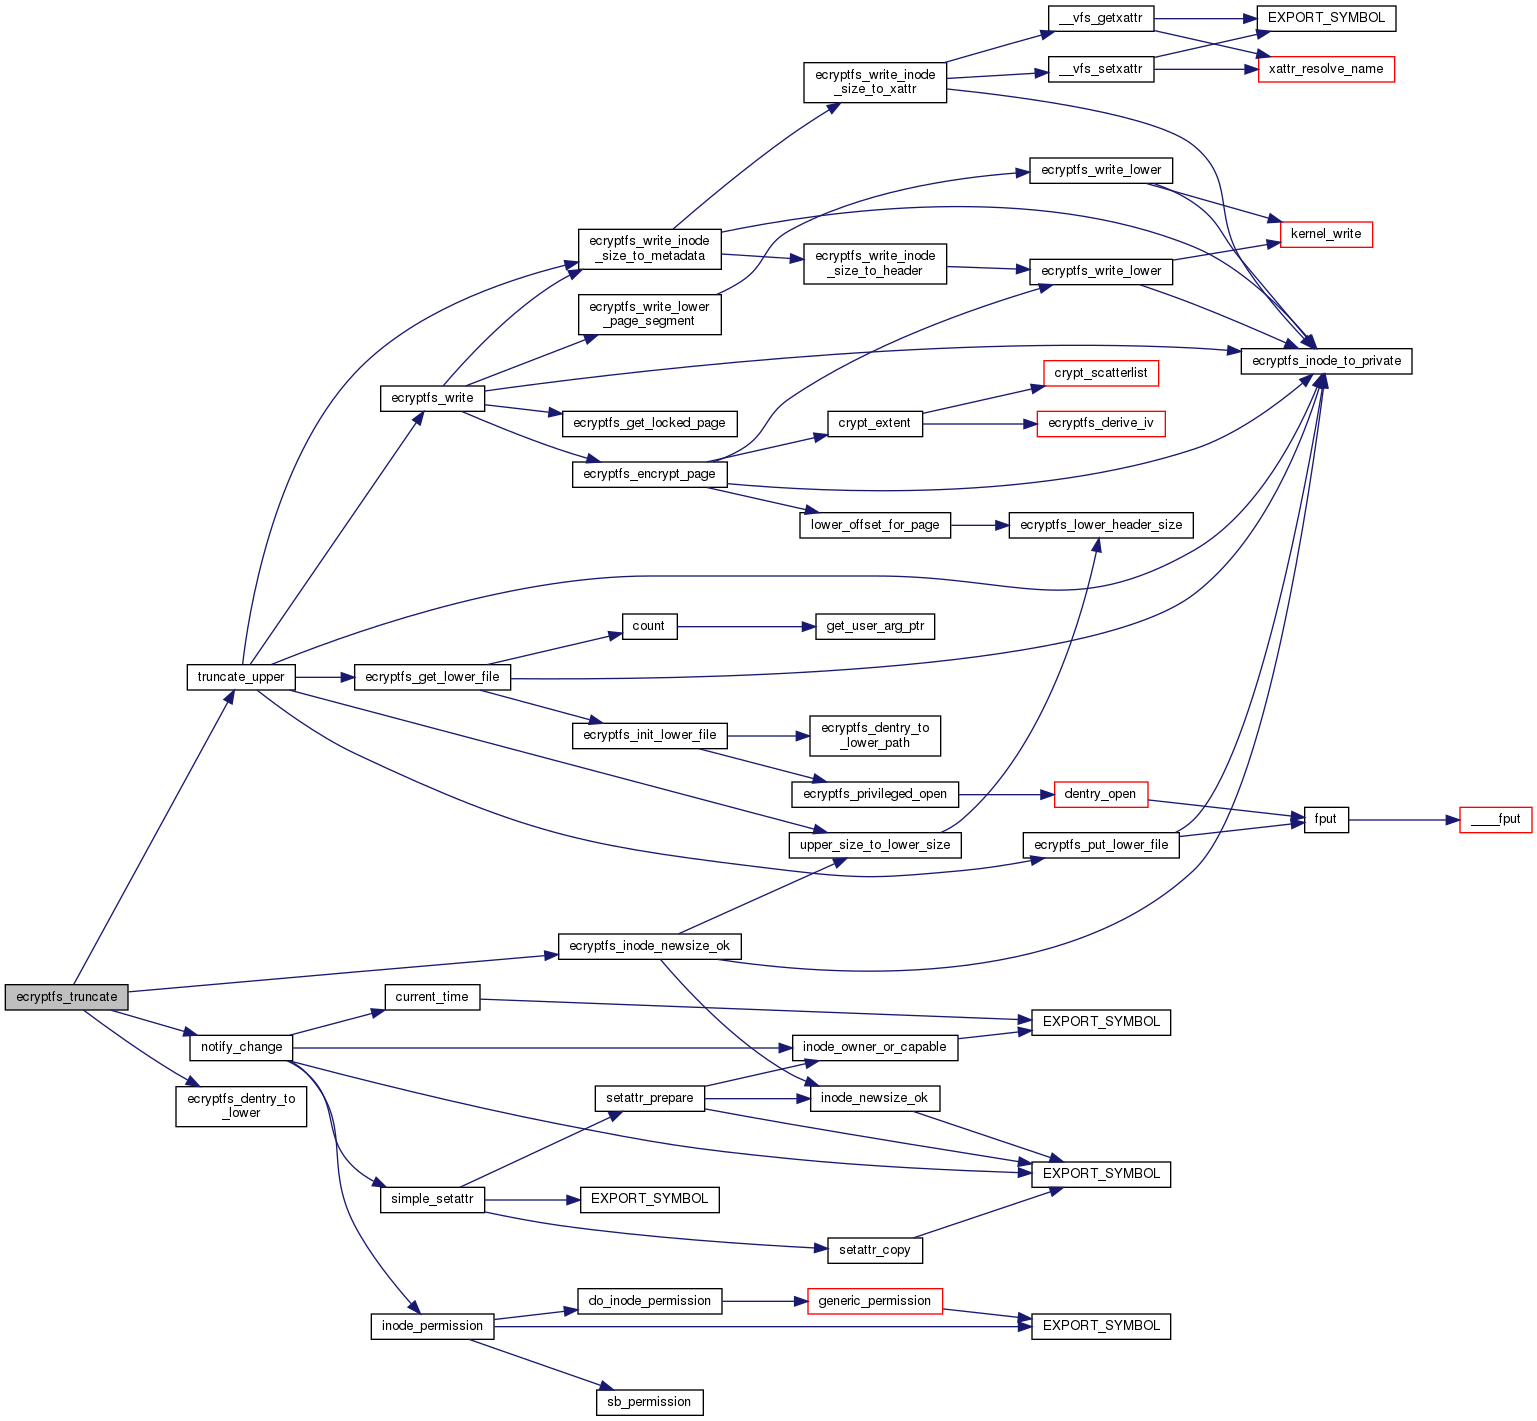 __vfs_getxattr
EXPORT_SYMBOL
ecryptfs_write_inode
_size_to_xattr
__vfs_setxattr
xattr_resolve_name
ecryptfs_write_lower
ecryptfs_write_inode
_size_to_metadata
kernel_write
ecryptfs_write_inode
_size_to_header
ecryptfs_write_lower
ecryptfs_write_lower
_page_segment
ecryptfs_inode_to_private
crypt_scatterlist
ecryptfs_write
ecryptfs_get_locked_page
crypt_extent
ecryptfs_derive_iv
ecryptfs_encrypt_page
lower_offset_for_page
ecryptfs_lower_header_size
count
get_user_arg_ptr
truncate_upper
ecryptfs_get_lower_file
ecryptfs_init_lower_file
ecryptfs_dentry_to
_lower_path
ecryptfs_privileged_open
dentry_open
fput
____fput
upper_size_to_lower_size
ecryptfs_put_lower_file
ecryptfs_inode_newsize_ok
ecryptfs_truncate
current_time
EXPORT_SYMBOL
notify_change
inode_owner_or_capable
ecryptfs_dentry_to
_lower
setattr_prepare
inode_newsize_ok
EXPORT_SYMBOL
simple_setattr
EXPORT_SYMBOL
setattr_copy
do_inode_permission
generic_permission
inode_permission
EXPORT_SYMBOL
sb_permission